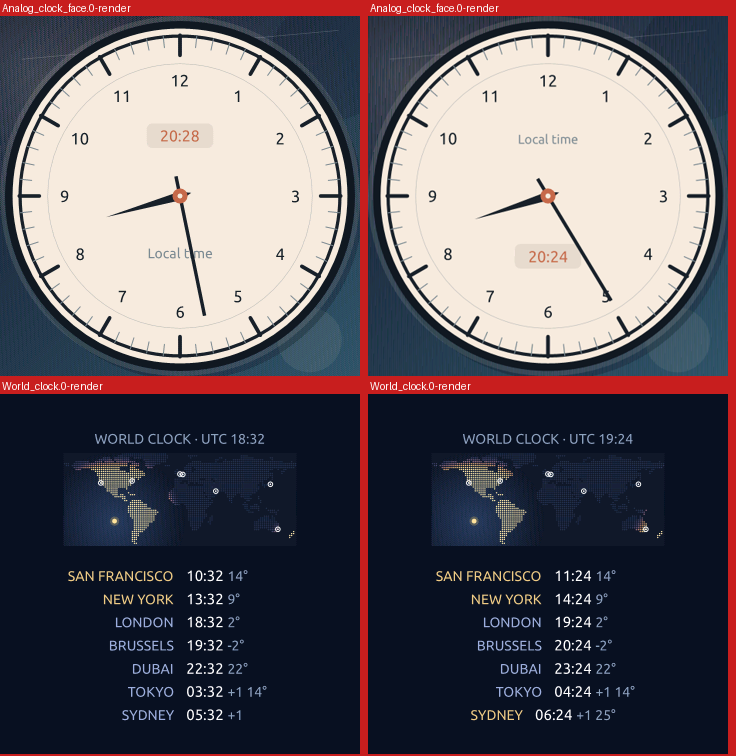 Analog_clock_face.0-render
12
11 1
20:28
10 2
9 3
Local time
8 4
7 5
6
Analog_clock_face.0-render
12
11 1
Local time
10 2
9 3
8 4
20:24
7 5
6
World_clock.0-render
WORLD CLOCK · UTC 18:32
SAN FRANCISCO 10:32 14°
NEW YORK 13:32 9°
LONDON 18:32 2°
BRUSSELS 19:32 -2°
DUBAI 22:32 22°
TOKYO 03:32 +1 14°
SYDNEY 05:32 +1
World_clock.0-render
WORLD CLOCK · UTC 19:24
SAN FRANCISCO 11:24 14°
NEW YORK 14:24 9°
LONDON 19:24 2°
BRUSSELS 20:24 -2°
DUBAI 23:24 22°
TOKYO 04:24 +1 14°
SYDNEY 06:24 +1 25°